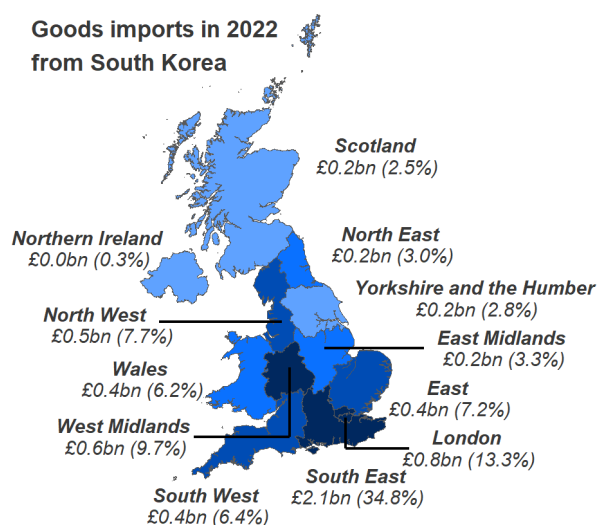 Goods imports in 2022
from South Korea
Scotland
£0.2bn (2.5%)
Northern Ireland
£0.0bn (0.3%)
North East
£0.2bn (3.0%)
Yorkshire and the Humber
£0.2bn (2.8%)
North West
£0.5bn (7.7%)
East Midlands
£0.2bn (3.3%)
Wales
£0.4bn (6.2%)
East
£0.4bn (7.2%)
West Midlands
£0.6bn (9.7%)
London
£0.8bn (13.3%)
South East
£2.1bn (34.8%)
South West
£0.4bn (6.4%)